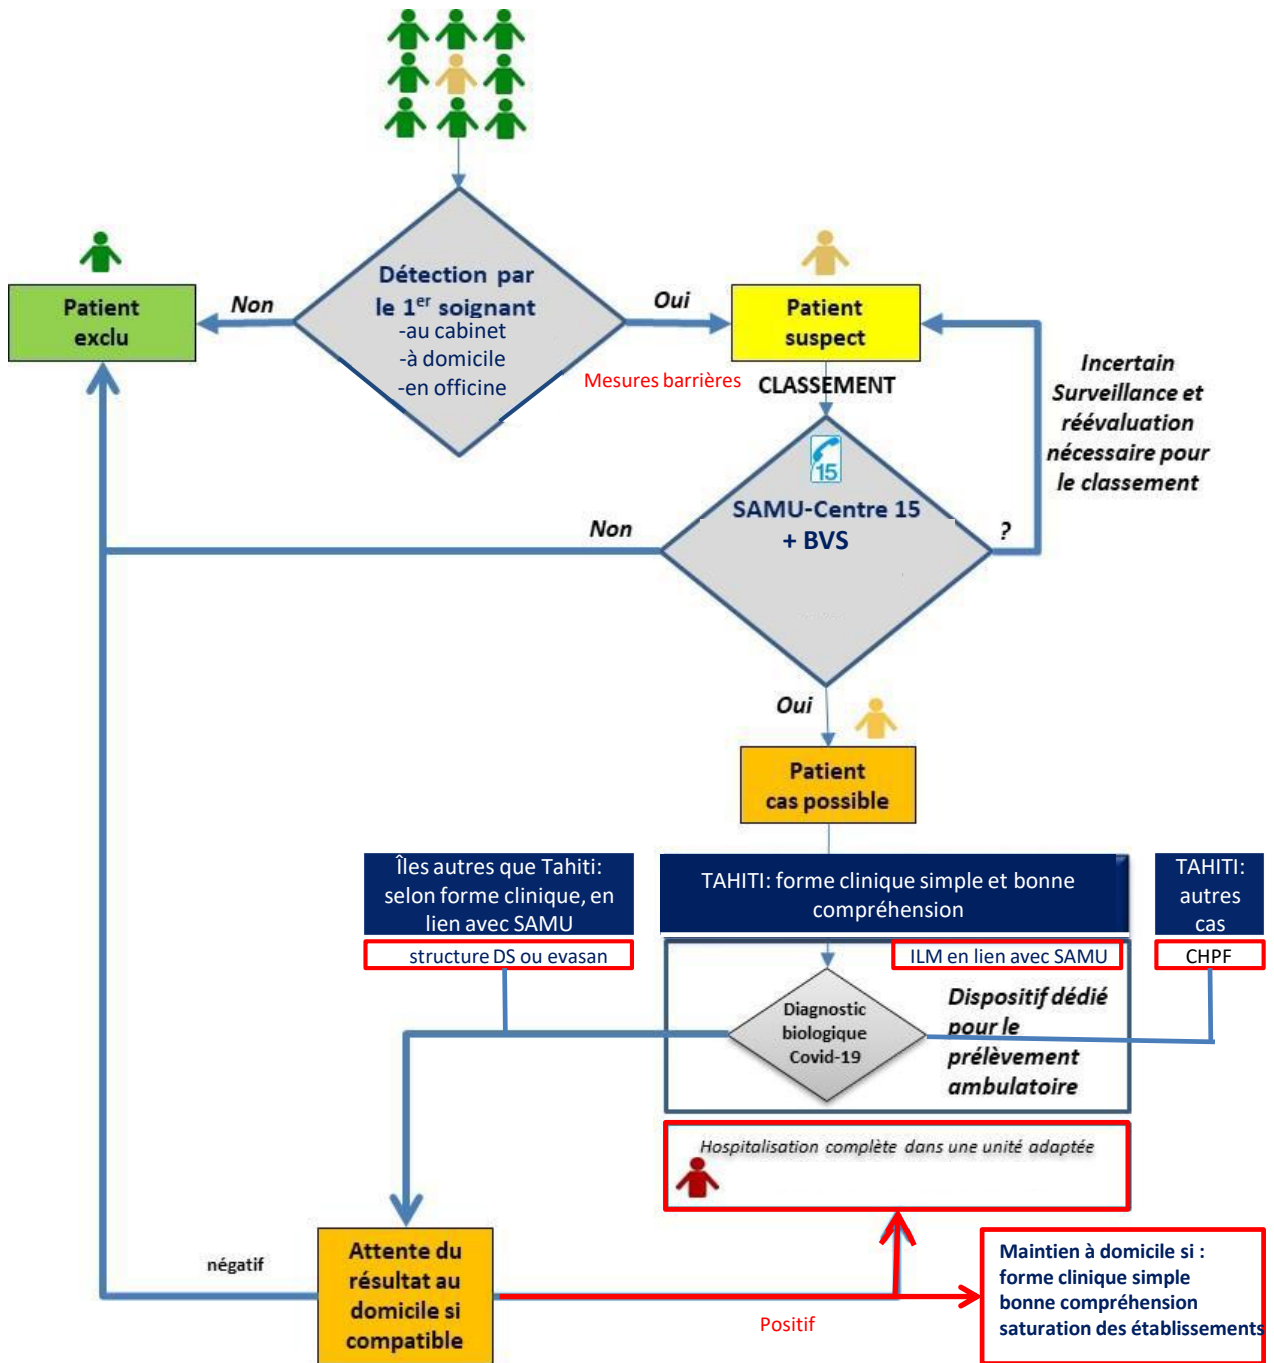 Détection par
le 1er soignant
-au cabinet
-à domicile
-en officine
Non
Patient
exclu
Oui
Patient
suspect
Mesures barrières
CLASSEMENT
Incertain
Surveillance et
réévaluation
nécessaire pour
le classement
15
SAMU-Centre 15
+ BVS
Non
?
Oui
Patient
cas possible
Îles autres que Tahiti:
selon forme clinique, en
lien avec SAMU
structure DS ou evasan
TAHITI: forme clinique simple et bonne
compréhension
ILM en lien avec SAMU
TAHITI:
autres
cas
CHPF
Diagnostic
biologique
Covid-19
Dispositif dédié
pour le
prélèvement
ambulatoire
Hospitalisation complète dans une unité adaptée
négatif
Attente du
résultat au
domicile si
compatible
Positif
Maintien à domicile si :
forme clinique simple
bonne compréhension
saturation des établissements